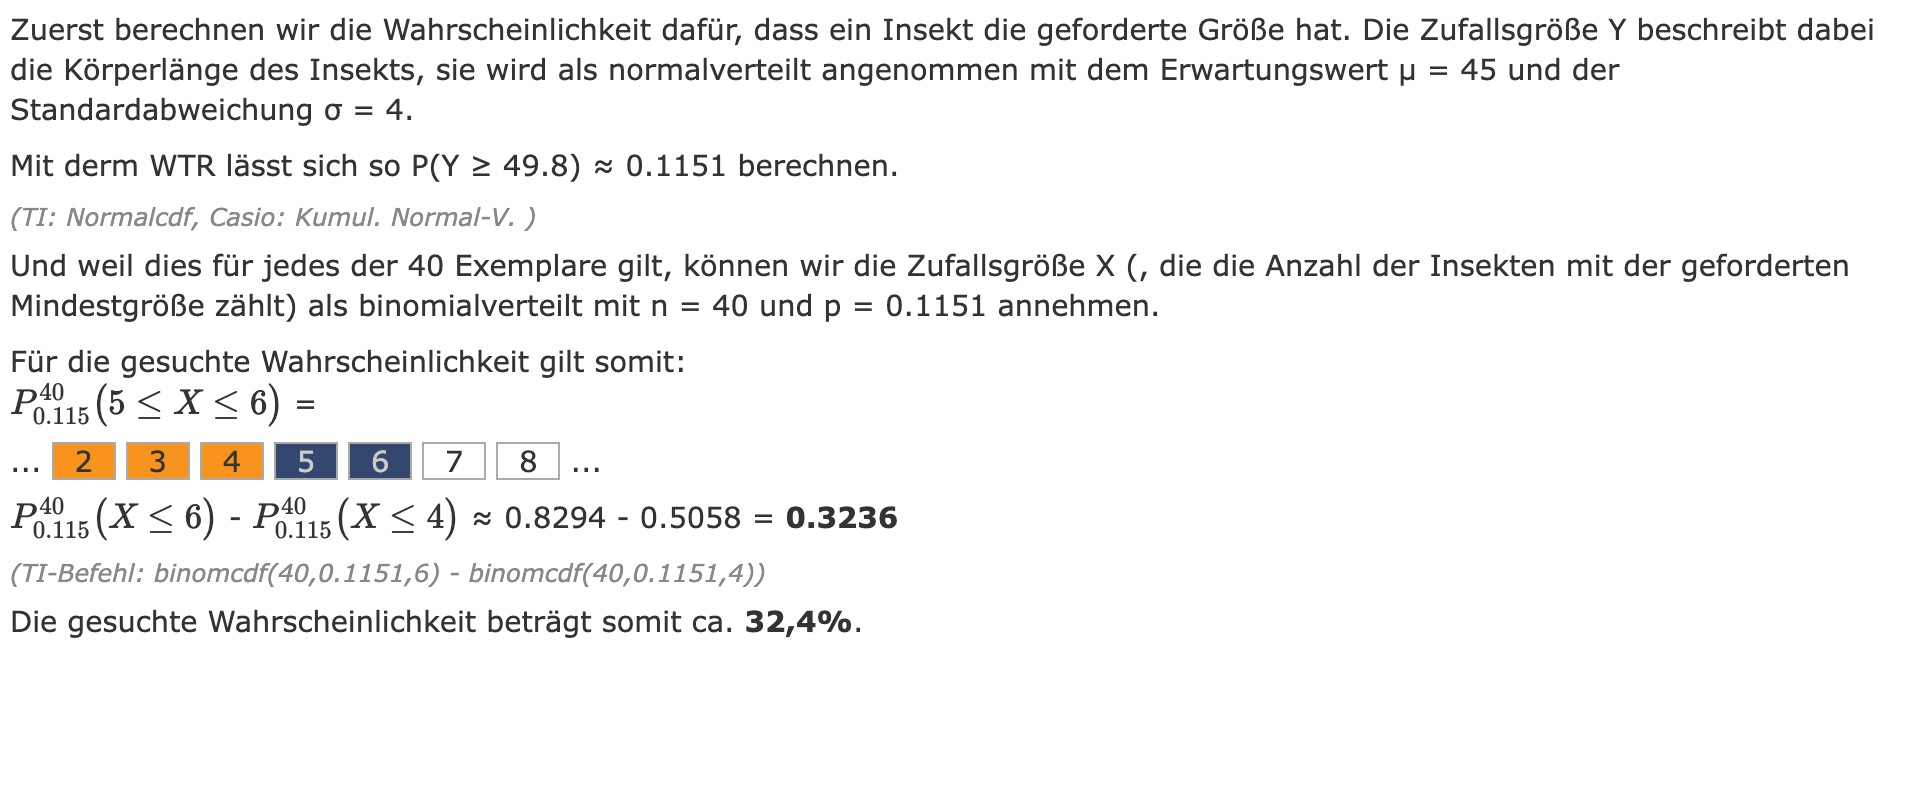 Zuerst berechnen wir die Wahrscheinlichkeit dafür, dass ein Insekt die geforderte Größe hat. Die Zufallsgröße Y beschreibt dabei
die Körperlänge des Insekts, sie wird als normalverteilt angenommen mit dem Erwartungswert μ = 45 und der
Standardabweichung σ = 4.
Mit derm WTR lässt sich so P(Y ≥ 49.8) ≈ 0.1151 berechnen.
(TI: Normalcdf, Casio: Kumul. Normal-V. )
Und weil dies für jedes der 40 Exemplare gilt, können wir die Zufallsgröße X (, die die Anzahl der Insekten mit der geforderten
Mindestgröße zählt) als binomialverteilt mit n = 40 und p = 0.1151 annehmen.
Für die gesuchte Wahrscheinlichkeit gilt somit:
$P_{0.115}^{40}(5 \leq X \leq 6)$ =
... 2 3 4 5 6 7 8 ...
$P_{0.115}^{40}(X \leq 6)$ - $P_{0.115}^{40}(X \leq 4)$ ≈ 0.8294 - 0.5058 = 0.3236
(TI-Befehl: binomcdf(40,0.1151,6) - binomcdf(40,0.1151,4))
Die gesuchte Wahrscheinlichkeit beträgt somit ca. 32,4%.